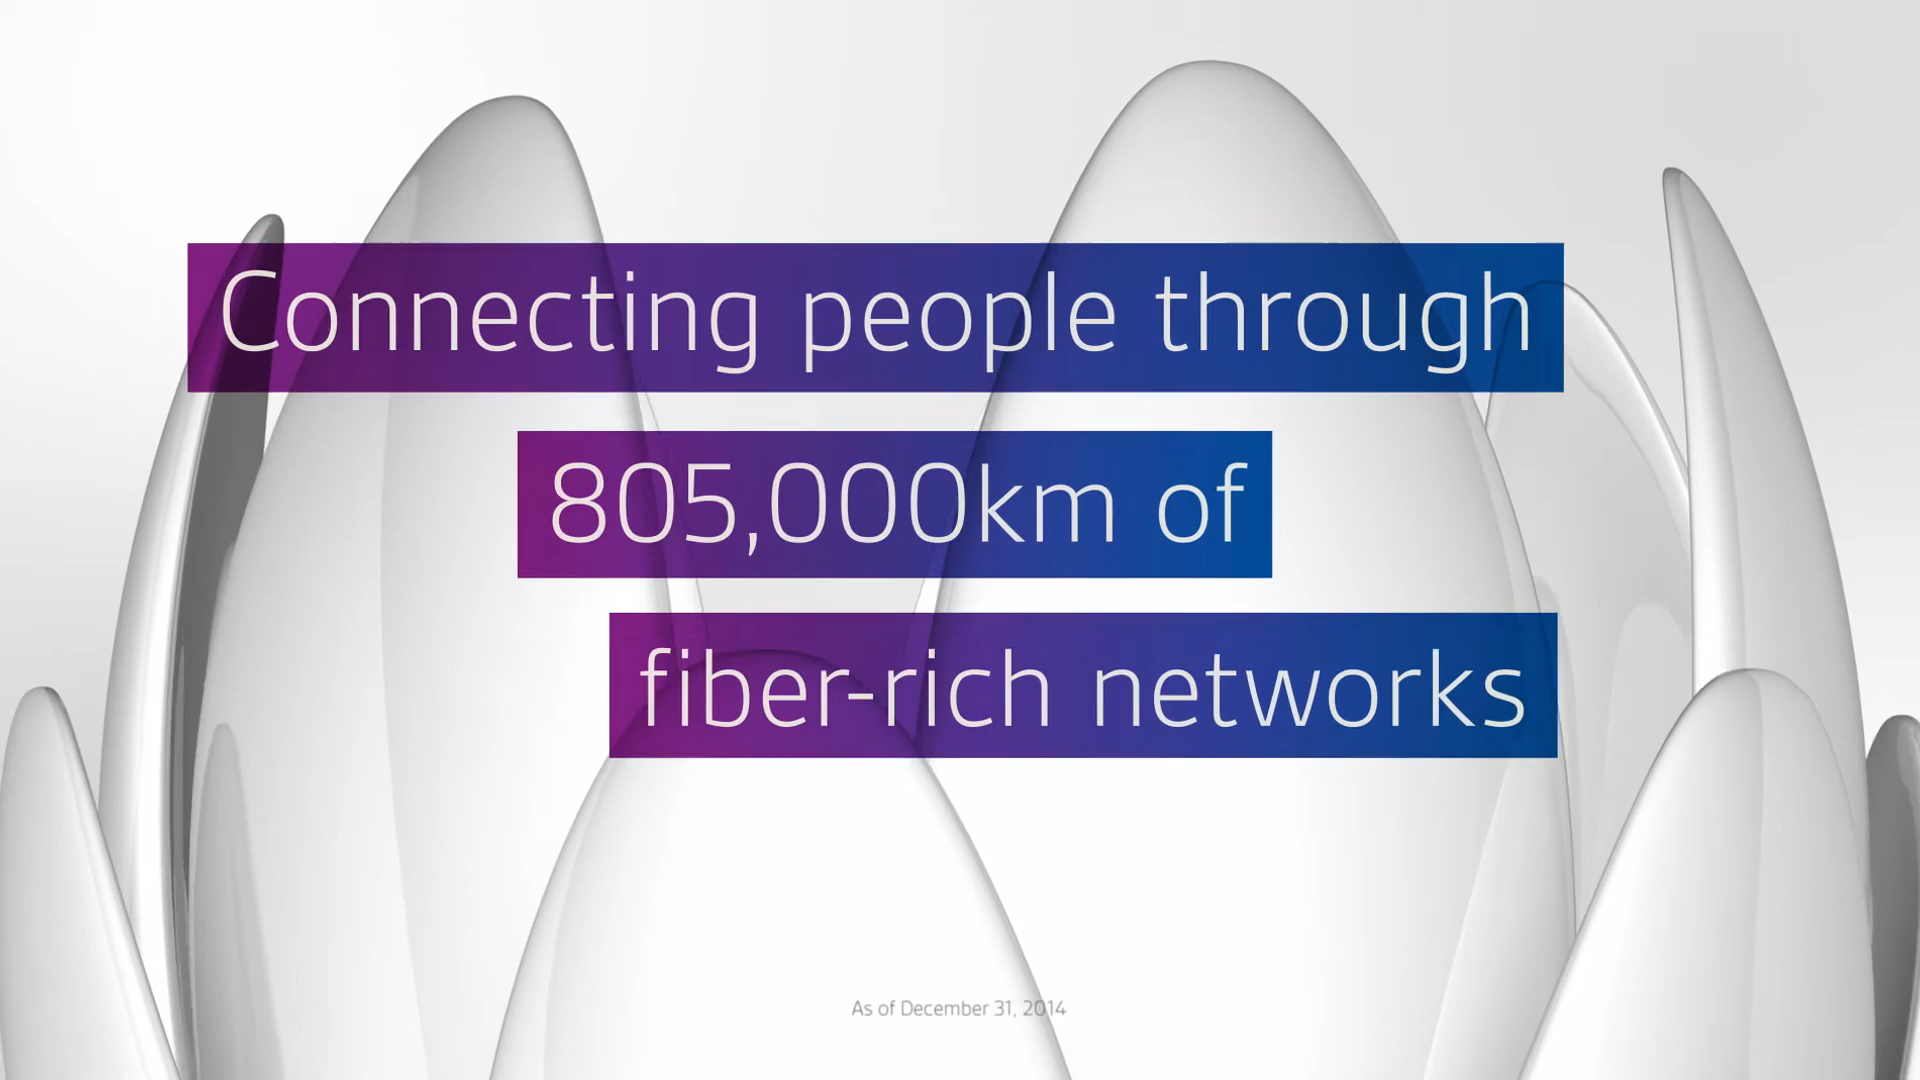 Connecting people through
805,000km of
fiber-rich networks
As of December 31, 2014